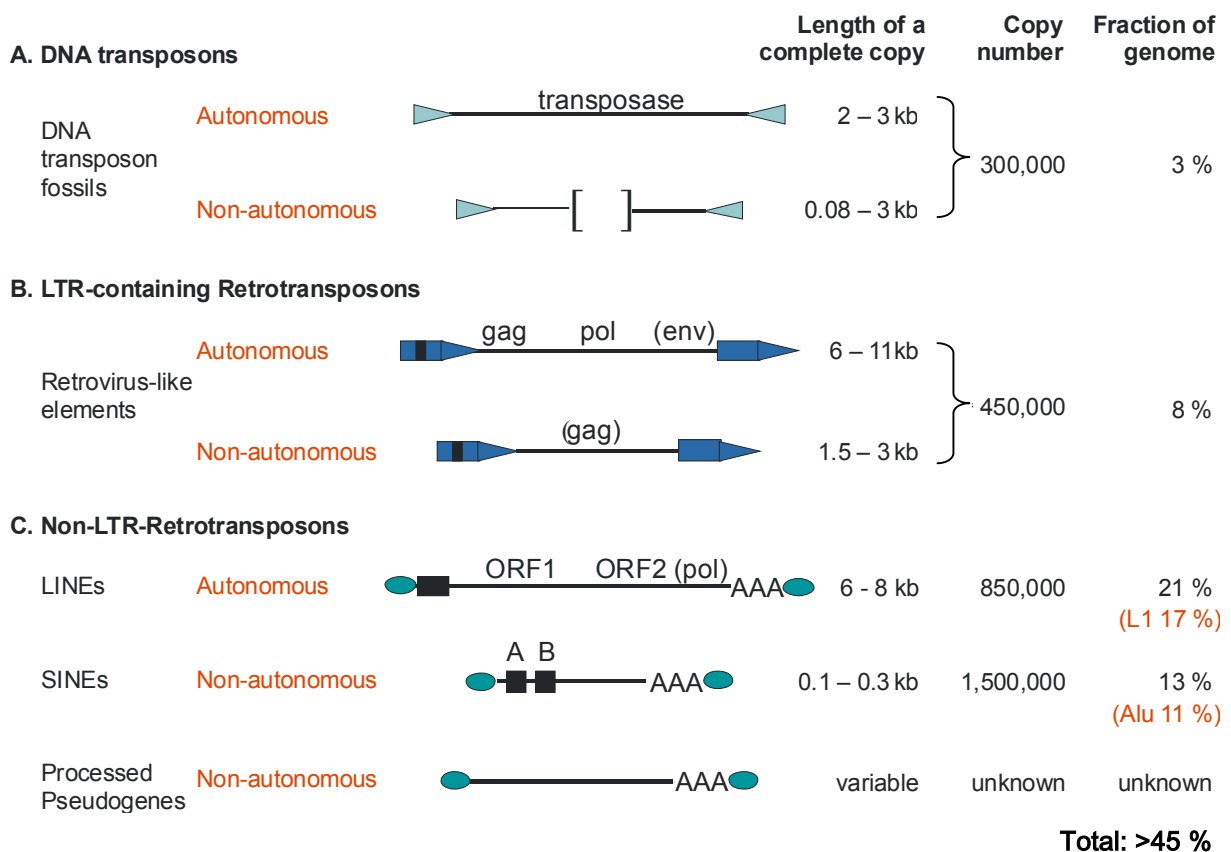 Length of a complete copy
Copy number
Fraction of genome
A. DNA transposons
DNA transposon fossils
Autonomous
transposase
2 – 3 kb
300,000
3 %
Non-autonomous
[ ]
0.08 – 3 kb
B. LTR-containing Retrotransposons
Retrovirus-like elements
Autonomous
gag pol (env)
6 – 11kb
450,000
8 %
Non-autonomous
(gag)
1.5 – 3 kb
C. Non-LTR-Retrotransposons
LINEs Autonomous ORF1 ORF2 (pol) AAA 6 - 8 kb 850,000 21 %
(L1 17 %)
A B
SINEs Non-autonomous AAA 0.1 – 0.3 kb 1,500,000 13 %
(Alu 11 %)
Processed
Pseudogenes
Non-autonomous AAA variable unknown unknown
Total: >45 %